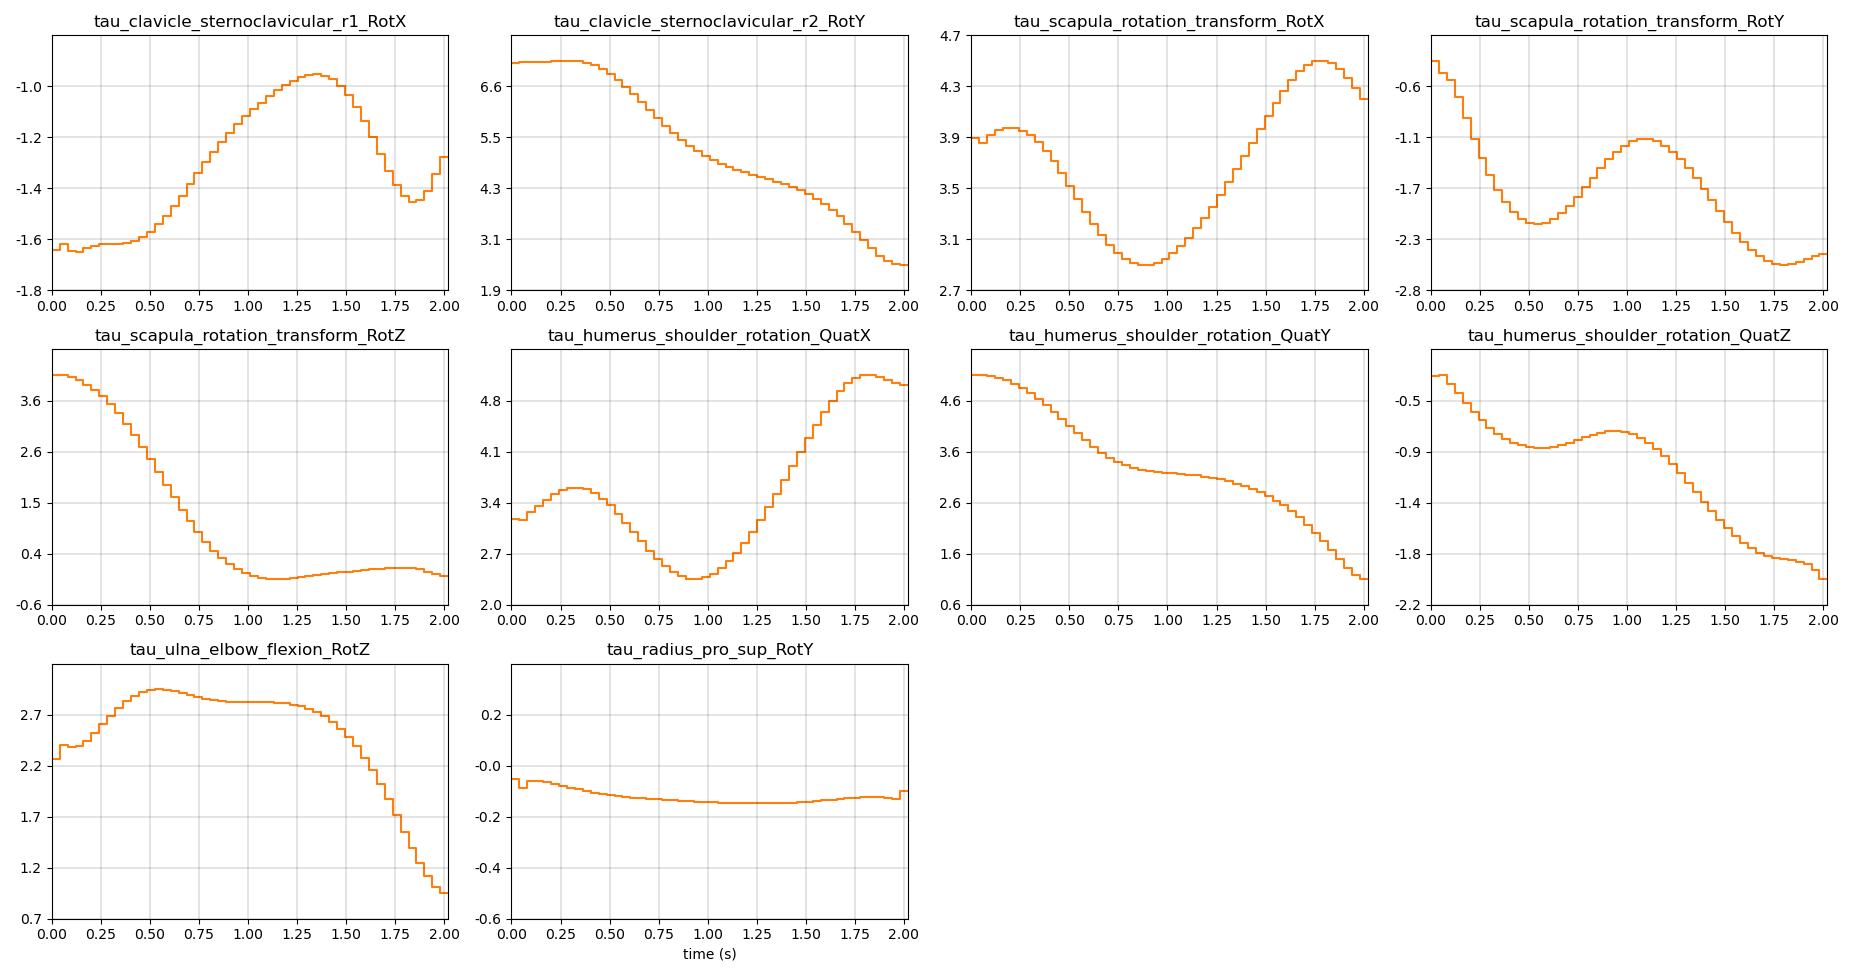 tau_clavicle_sternoclavicular_r1_RotX
-1.0
-1.2
-1.4
-1.6
-1.8
0.00 0.25 0.50 0.75 1.00 1.25 1.50 1.75 2.00
tau_clavicle_sternoclavicular_r2_RotY
6.6
5.5
4.3
3.1
1.9
0.00 0.25 0.50 0.75 1.00 1.25 1.50 1.75 2.00
tau_scapula_rotation_transform_RotX
4.7
4.3
3.9
3.5
3.1
2.7
0.00 0.25 0.50 0.75 1.00 1.25 1.50 1.75 2.00
tau_scapula_rotation_transform_RotY
-0.6
-1.1
-1.7
-2.3
-2.8
0.00 0.25 0.50 0.75 1.00 1.25 1.50 1.75 2.00
tau_scapula_rotation_transform_RotZ
3.6
2.6
1.5
0.4
-0.6
0.00 0.25 0.50 0.75 1.00 1.25 1.50 1.75 2.00
tau_humerus_shoulder_rotation_QuatX
4.8
4.1
3.4
2.7
2.0
0.00 0.25 0.50 0.75 1.00 1.25 1.50 1.75 2.00
tau_humerus_shoulder_rotation_QuatY
4.6
3.6
2.6
1.6
0.6
0.00 0.25 0.50 0.75 1.00 1.25 1.50 1.75 2.00
tau_humerus_shoulder_rotation_QuatZ
-0.5
-0.9
-1.4
-1.8
-2.2
0.00 0.25 0.50 0.75 1.00 1.25 1.50 1.75 2.00
tau_ulna_elbow_flexion_RotZ
2.7
2.2
1.7
1.2
0.7
0.00 0.25 0.50 0.75 1.00 1.25 1.50 1.75 2.00
tau_radius_pro_sup_RotY
0.2
-0.0
-0.2
-0.4
-0.6
0.00 0.25 0.50 0.75 1.00 1.25 1.50 1.75 2.00
time (s)